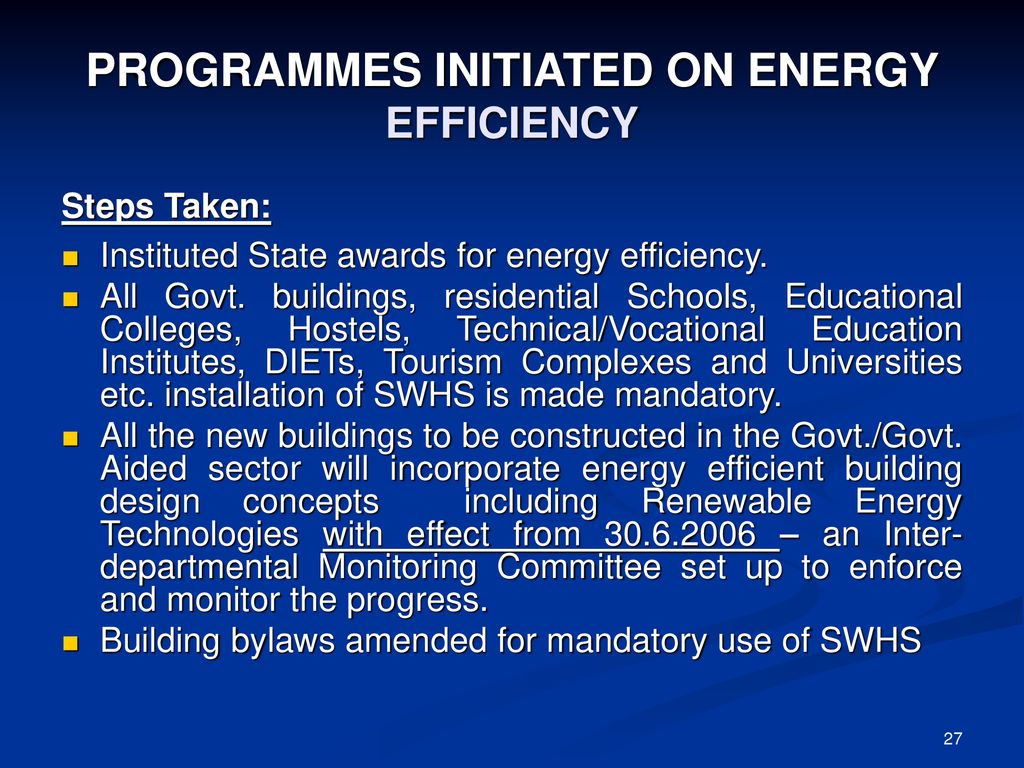 PROGRAMMES INITIATED ON ENERGY
EFFICIENCY
Steps Taken:
Instituted State awards for energy efficiency.
All Govt. buildings, residential Schools, Educational
Colleges, Hostels, Technical/Vocational Education
Institutes, DIETs, Tourism Complexes and Universities
etc. installation of SWHS is made mandatory.
All the new buildings to be constructed in the Govt./Govt.
Aided sector will incorporate energy efficient building
design concepts including Renewable Energy
Technologies with effect from 30.6.2006 – an Inter-
departmental Monitoring Committee set up to enforce
and monitor the progress.
Building bylaws amended for mandatory use of SWHS
27